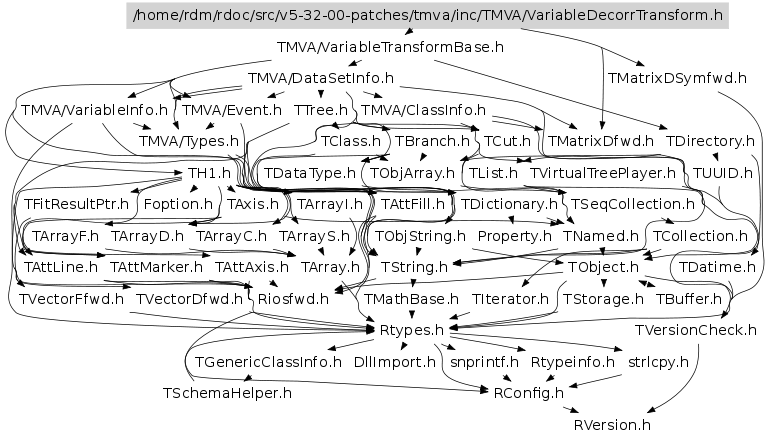 /home/rdm/rdoc/src/v5-32-00-patches/tmva/inc/TMVA/VariableDecorrTransform.h
TMVA/VariableTransformBase.h
TMVA/DataSetInfo.h TMatrixDSymfwd.h
TMVA/VariableInfo.h TMVA/Event.h TTree.h TMVA/ClassInfo.h
TMVA/Types.h TClass.h TBranch.h TCut.h TMatrixDfwd.h TDirectory.h
TH1.h TDataType.h TObjArray.h TList.h TVirtualTreePlayer.h TUUID.h
TFitResultPtr.h Foption.h TAxis.h TArrayI.h TAttFill.h TDictionary.h TSeqCollection.h
TArrayF.h TArrayD.h TArrayC.h TArrayS.h TObjString.h Property.h TNamed.h TCollection.h
TAttLine.h TAttMarker.h TAttAxis.h TArray.h TString.h TObject.h TDatime.h
TVectorFfwd.h TVectorDfwd.h Riosfwd.h TMathBase.h TIterator.h TStorage.h TBuffer.h
Rtypes.h TVersionCheck.h
TGenericClassInfo.h DllImport.h snprintf.h Rtypeinfo.h strlcpy.h
TSchemaHelper.h RConfig.h
RVersion.h